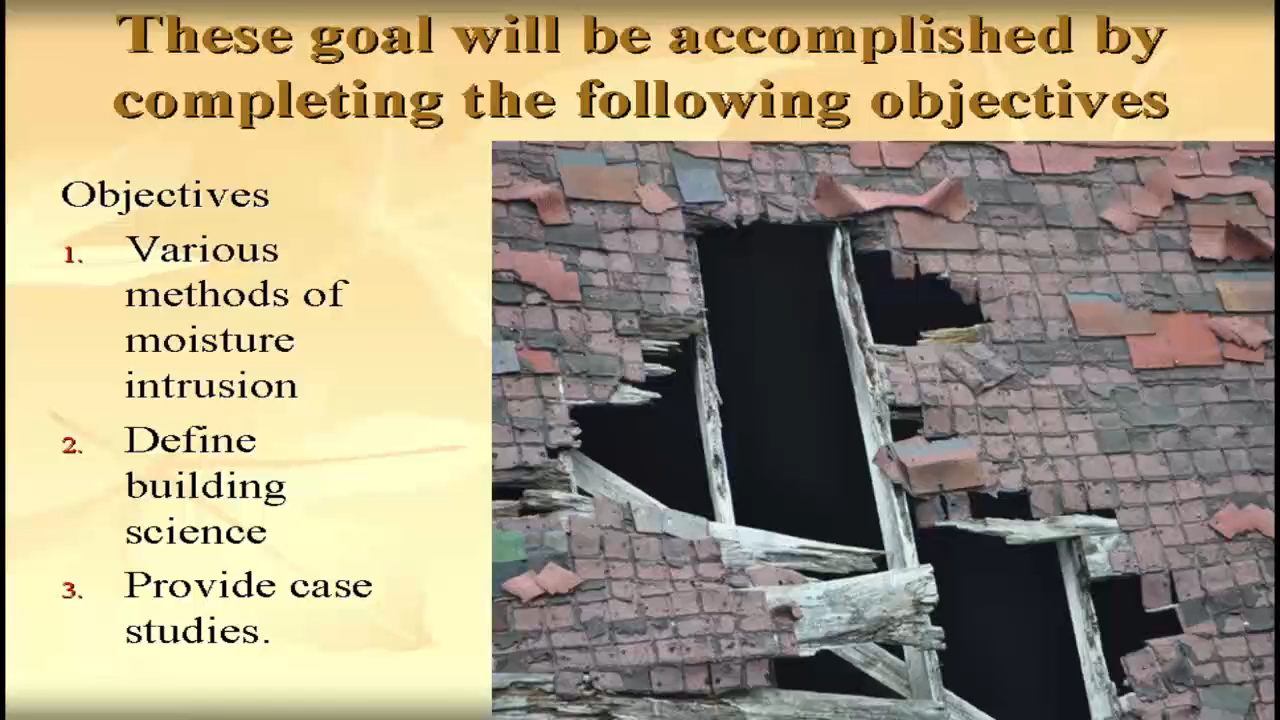 These goal will be accomplished by
completing the following objectives
Objectives
1. Various
methods of
moisture
intrusion
2. Define
building
science
3. Provide case
studies.